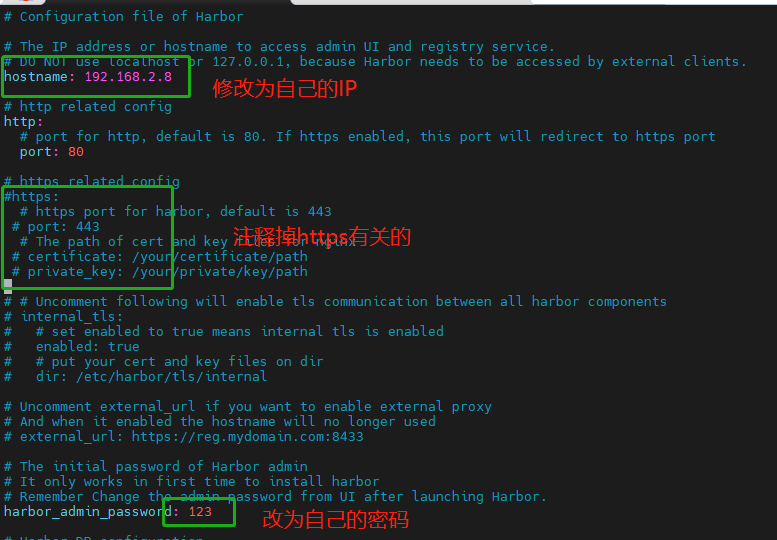 # Configuration file of Harbor
# The IP address or hostname to access admin UI and registry service.
# DO NOT use localhost or 127.0.0.1, because Harbor needs to be accessed by external clients.
hostname: 192.168.2.8
修改为自己的IP
# http related config
http:
# port for http, default is 80. If https enabled, this port will redirect to https port
port: 80
# https related config
#https:
# https port for harbor, default is 443
# port: 443
注释掉https有关的
# The path of cert and key files for nginx
# certificate: /your/certificate/path
# private_key: /your/private/key/path
# # Uncomment following will enable tls communication between all harbor components
# internal_tls:
#   # set enabled to true means internal tls is enabled
#   enabled: true
#   # put your cert and key files on dir
#   dir: /etc/harbor/tls/internal
# Uncomment external_url if you want to enable external proxy
# And when it enabled the hostname will no longer used
# external_url: https://reg.mydomain.com:8433
# The initial password of Harbor admin
# It only works in first time to install harbor
# Remember Change the admin password from UI after launching Harbor.
harbor_admin_password: 123
改为自己的密码
# Harbor DB configuration